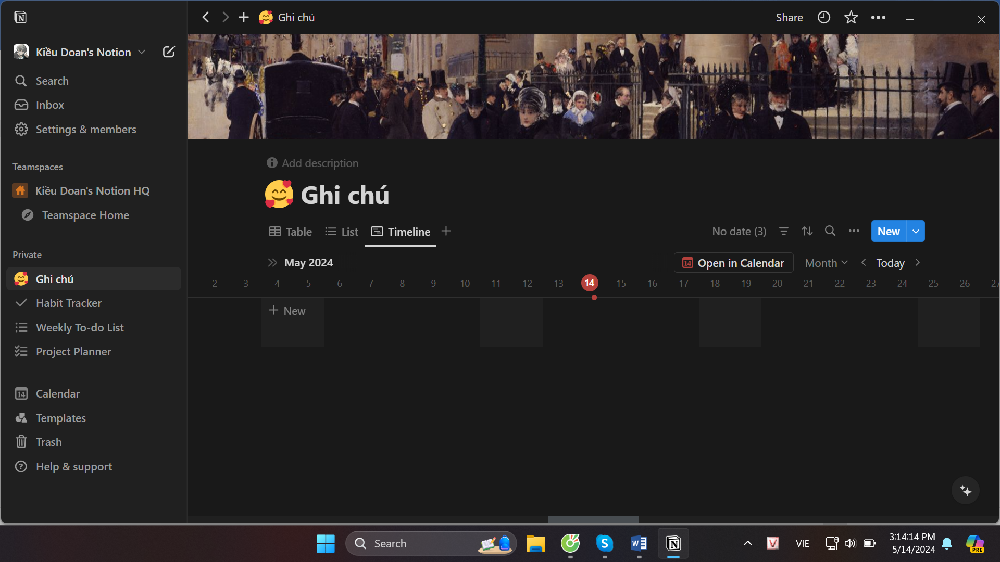 Ghi chú
Share
Kiều Doan's Notion
Search
Inbox
Settings & members
Teamspaces
Kiều Doan's Notion HQ
Teamspace Home
Private
Ghi chú
Habit Tracker
Weekly To-do List
Project Planner
14 Calendar
Templates
Trash
Help & support
Add description
Ghi chú
Table List Timeline
No date (3)
New
May 2024
14 Open in Calendar Month Today
2 3 4 5 6 7 8 9 10 11 12 13 14 15 16 17 18 19 20 21 22 23 24 25 26 27
New
Search
VIE
3:14:14 PM
5/14/2024
PRE